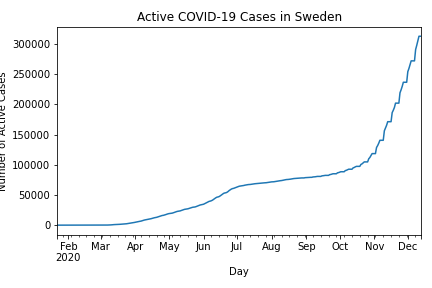 Active COVID-19 Cases in Sweden
Number of Active Cases
300000
250000
200000
150000
100000
50000
0
Feb Mar Apr May Jun Jul Aug Sep Oct Nov Dec
2020
Day